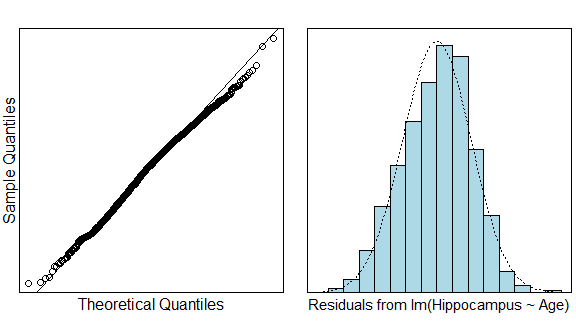 Sample Quantiles
Theoretical Quantiles
Residuals from lm(Hippocampus ~ Age)